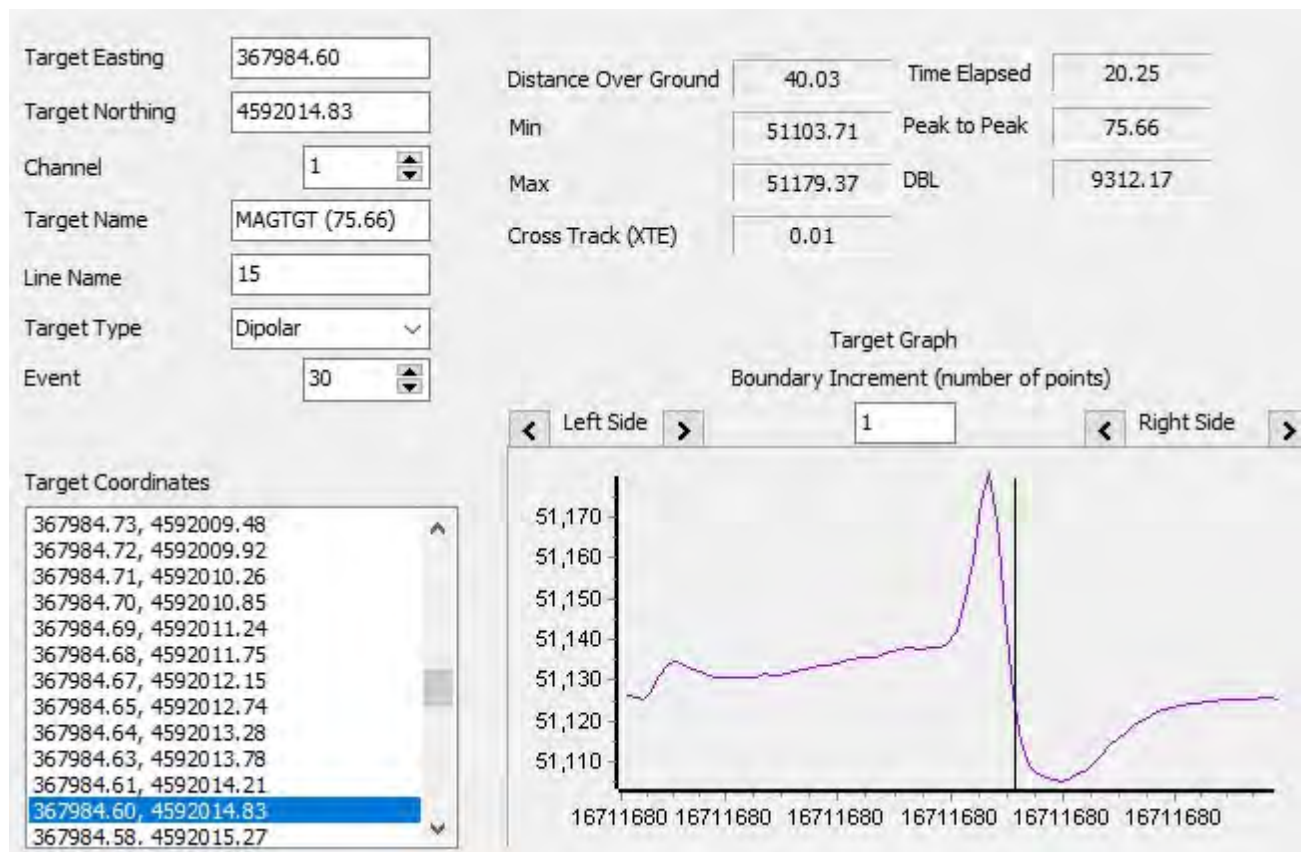 Target Easting 367984.60
Target Northing 4592014.83
Channel 1
Target Name MAGTGT (75.66)
Line Name 15
Target Type Dipolar
Event 30
Target Coordinates
367984.73, 4592009.48
367984.72, 4592009.92
367984.71, 4592010.26
367984.70, 4592010.85
367984.69, 4592011.24
367984.68, 4592011.75
367984.67, 4592012.15
367984.65, 4592012.74
367984.64, 4592013.28
367984.63, 4592013.78
367984.61, 4592014.21
367984.60, 4592014.83
367984.58, 4592015.27
Distance Over Ground 40.03 Time Elapsed 20.25
Min 51103.71 Peak to Peak 75.66
Max 51179.37 DBL 9312.17
Cross Track (XTE) 0.01
Target Graph
Boundary Increment (number of points)
< Left Side > 1 < Right Side >
51,170
51,160
51,150
51,140
51,130
51,120
51,110
16711680 16711680 16711680 16711680 16711680 16711680